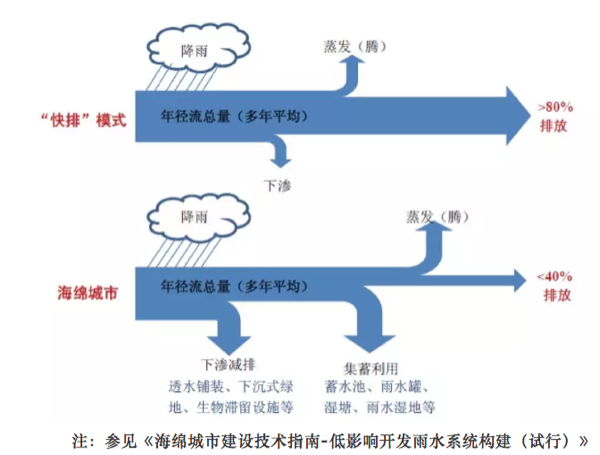 降雨
蒸发（腾）
“快排”模式
年径流总量（多年平均）
>80%
排放
下渗
降雨
蒸发（腾）
海绵城市
年径流总量（多年平均）
<40%
排放
下渗减排
透水铺装、下沉式绿
地、生物滞留设施等
集蓄利用
蓄水池、雨水罐、
湿塘、雨水湿地等
注：参见《海绵城市建设技术指南-低影响开发雨水系统构建（试行）》